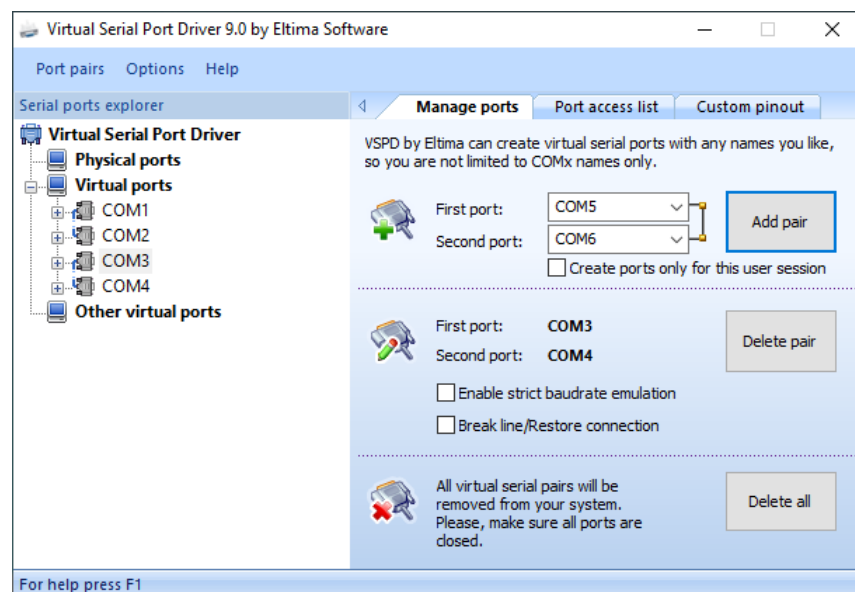 Virtual Serial Port Driver 9.0 by Eltima Software
Port pairs Options Help
Serial ports explorer
Virtual Serial Port Driver
Physical ports
Virtual ports
COM1
COM2
COM3
COM4
Other virtual ports
Manage ports Port access list Custom pinout
VSPD by Eltima can create virtual serial ports with any names you like,
so you are not limited to COMx names only.
First port: COM5
Second port: COM6
Add pair
Create ports only for this user session
First port: COM3
Second port: COM4
Delete pair
Enable strict baudrate emulation
Break line/Restore connection
All virtual serial pairs will be
removed from your system.
Please, make sure all ports are
closed.
Delete all
For help press F1